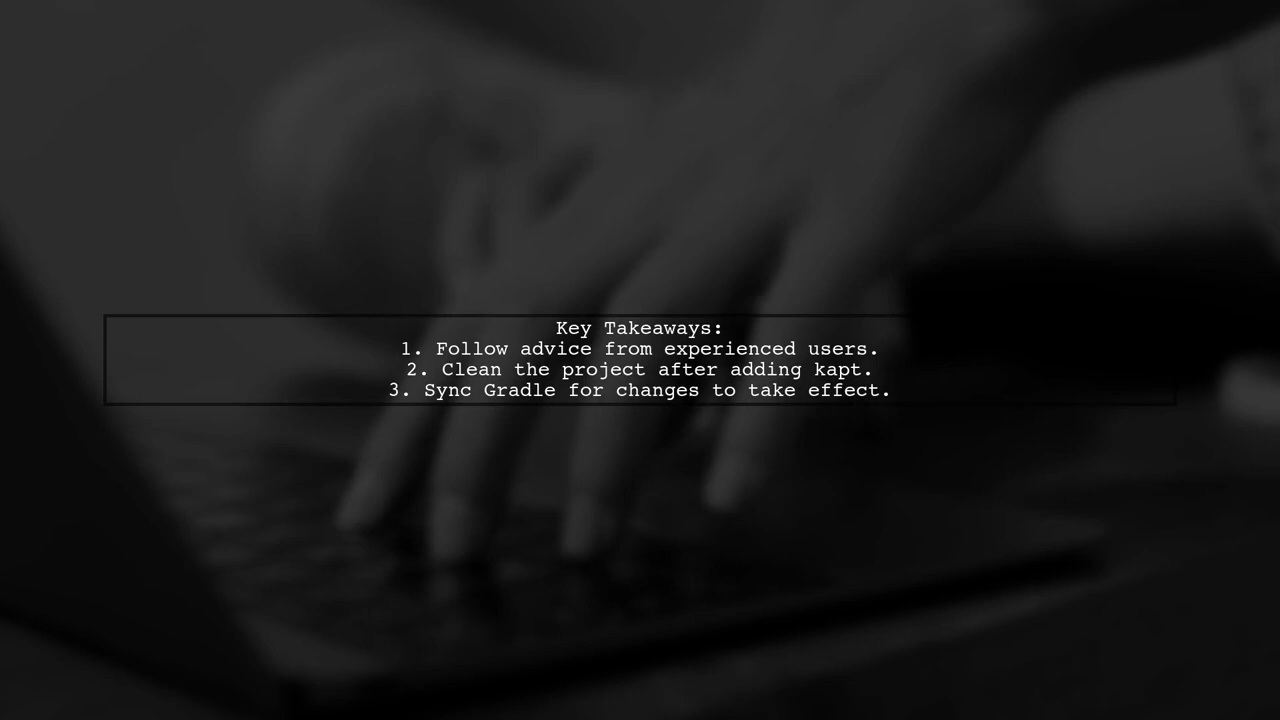 Key Takeaways:
1. Follow advice from experienced users.
2. Clean the project after adding kapt.
3. Sync Gradle for changes to take effect.